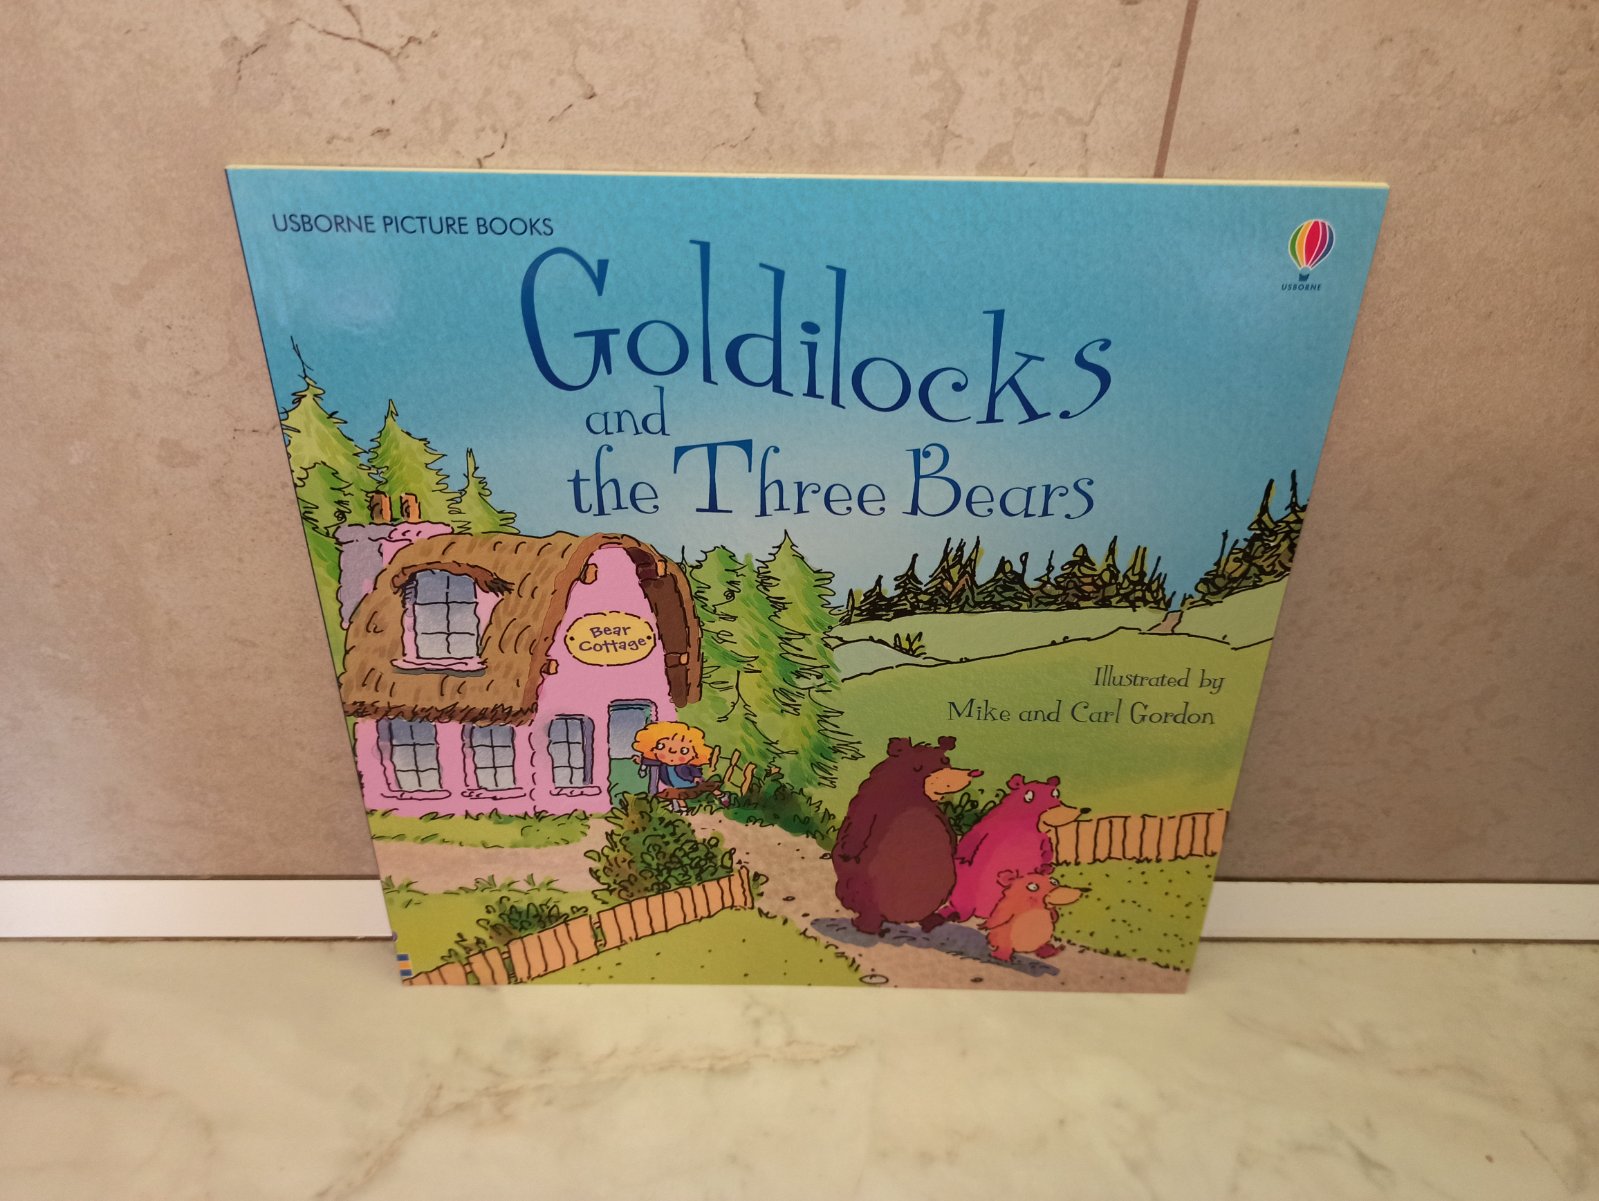 USBORNE PICTURE BOOKS
USBORNE
Goldilocks
and
the Three Bears
Bear
Cottage
Illustrated by
Mike and Carl Gordon